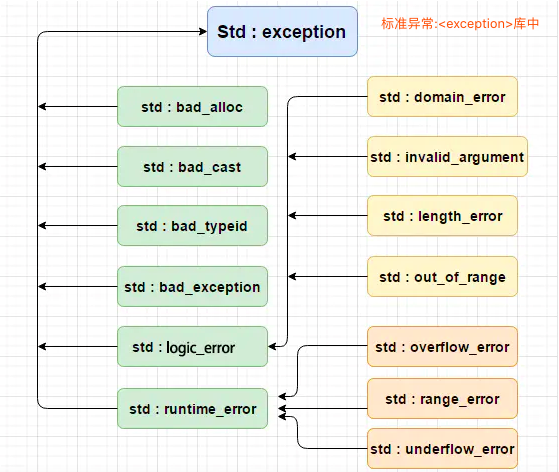 Std : exception
标准异常:<exception>库中
std : bad_alloc
std : bad_cast
std : bad_typeid
std : bad_exception
std : logic_error
std : runtime_error
std : domain_error
std : invalid_argument
std : length_error
std : out_of_range
std : overflow_error
std : range_error
std : underflow_error